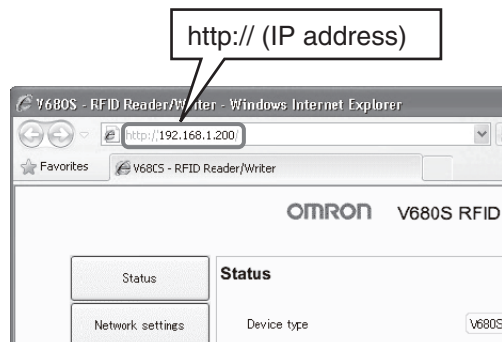 http:// (IP address)
V680S - RFID Reader/Writer - Windows Internet Explorer
http://192.168.1.200/
Favorites
V680S - RFID Reader/Writer
OMRON V680S RFID
Status
Status
Network settings
Device type
V680S